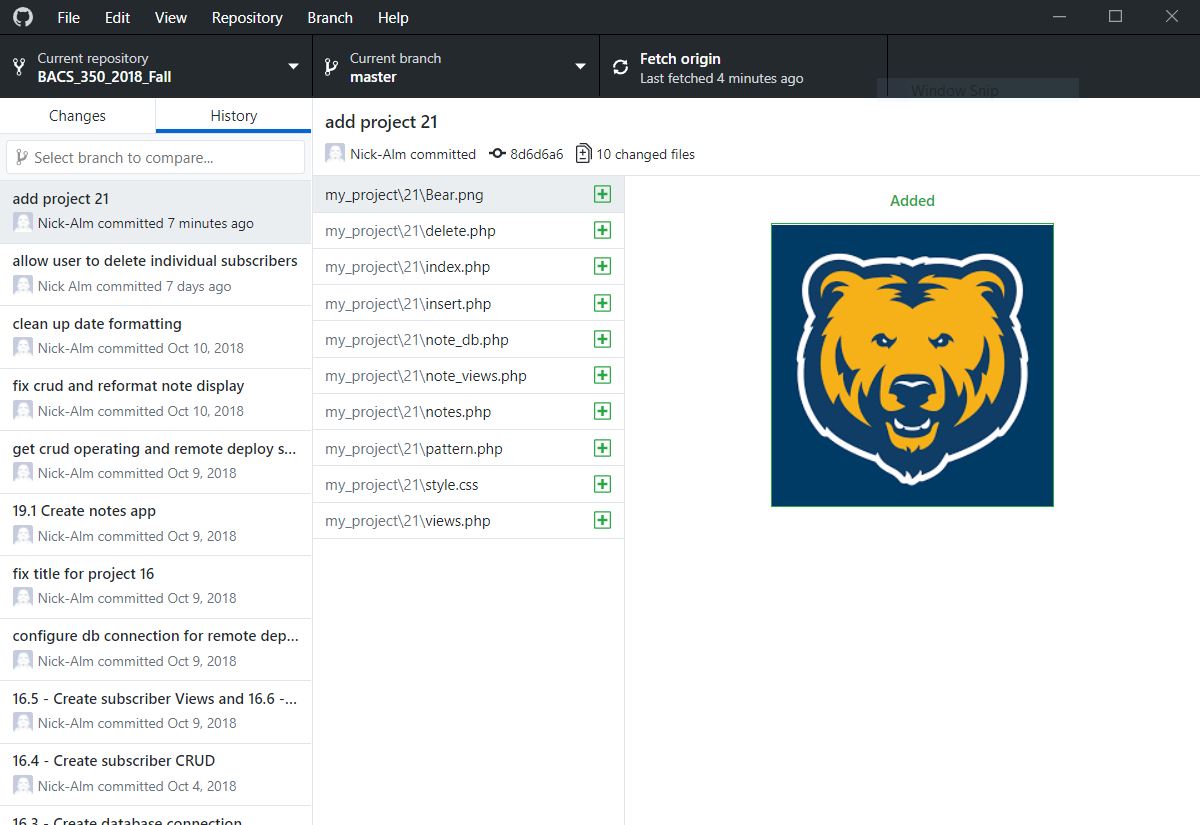 File Edit View Repository Branch Help
Current repository
BACS_350_2018_Fall
Current branch
master
Fetch origin
Last fetched 4 minutes ago
Window Snip
Changes
History
Select branch to compare...
add project 21
Nick-Alm committed 7 minutes ago
allow user to delete individual subscribers
Nick Alm committed 7 days ago
clean up date formatting
Nick-Alm committed Oct 10, 2018
fix crud and reformat note display
Nick-Alm committed Oct 10, 2018
get crud operating and remote deploy s...
Nick-Alm committed Oct 9, 2018
19.1 Create notes app
Nick-Alm committed Oct 9, 2018
fix title for project 16
Nick-Alm committed Oct 9, 2018
configure db connection for remote dep...
Nick-Alm committed Oct 9, 2018
16.5 - Create subscriber Views and 16.6 -...
Nick-Alm committed Oct 9, 2018
16.4 - Create subscriber CRUD
Nick-Alm committed Oct 4, 2018
16.3 - Create database connection
add project 21
Nick-Alm committed 8d6d6a6 10 changed files
my_project\21\Bear.png
my_project\21\delete.php
my_project\21\index.php
my_project\21\insert.php
my_project\21\note_db.php
my_project\21\note_views.php
my_project\21\notes.php
my_project\21\pattern.php
my_project\21\style.css
my_project\21\views.php
Added